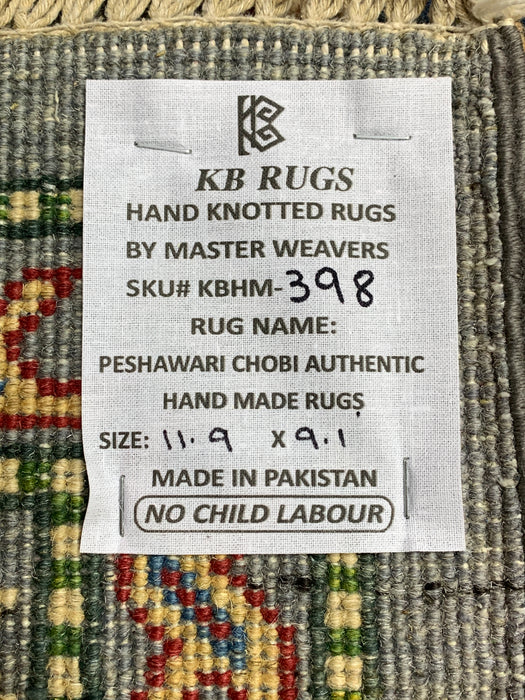 KB RUGS
HAND KNOTTED RUGS
BY MASTER WEAVERS
SKU# KBHM-398
RUG NAME:
PESHAWARI CHOBI AUTHENTIC
HAND MADE RUGS
SIZE: 11.9 X 9.1
MADE IN PAKISTAN
NO CHILD LABOUR